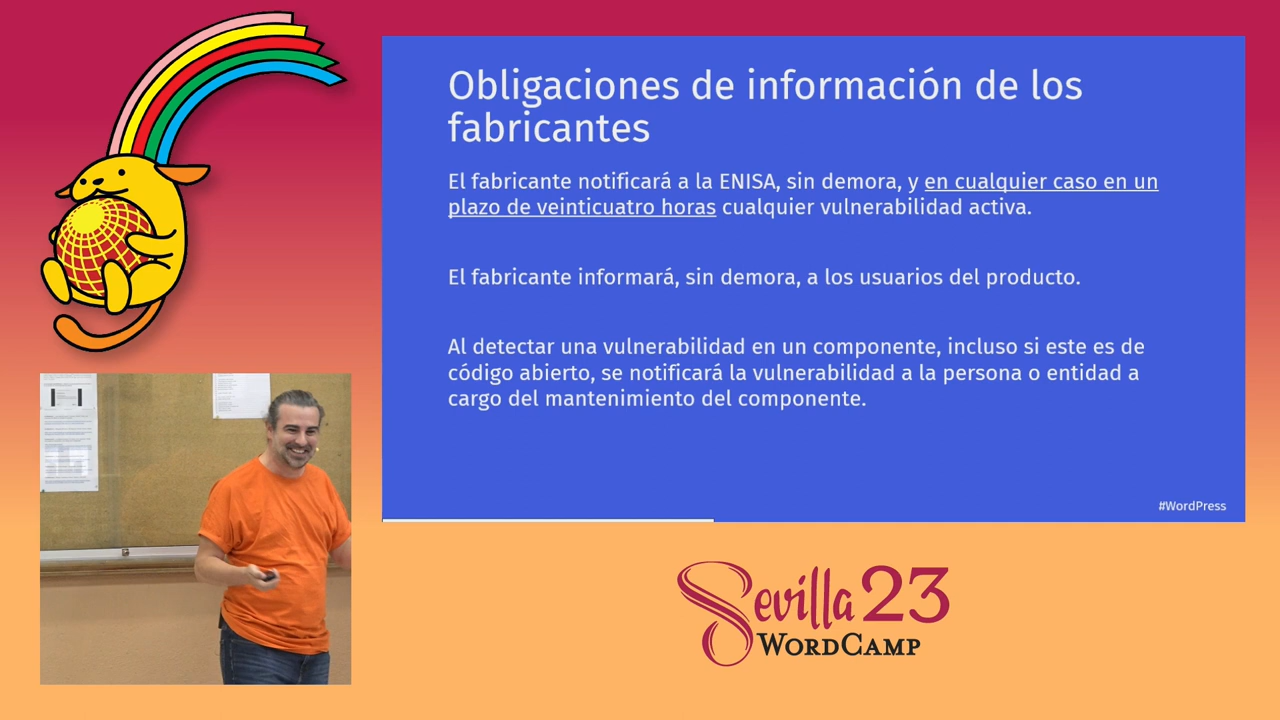 Obligaciones de información de los
fabricantes
El fabricante notificará a la ENISA, sin demora, y en cualquier caso en un
plazo de veinticuatro horas cualquier vulnerabilidad activa.
El fabricante informará, sin demora, a los usuarios del producto.
Al detectar una vulnerabilidad en un componente, incluso si este es de
código abierto, se notificará la vulnerabilidad a la persona o entidad a
cargo del mantenimiento del componente.
#WordPress
Sevilla 23
WORDCAMP